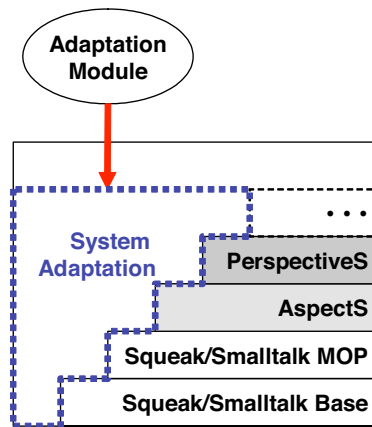 Adaptation
Module
. . .
System
Adaptation
PerspectiveS
AspectS
Squeak/Smalltalk MOP
Squeak/Smalltalk Base